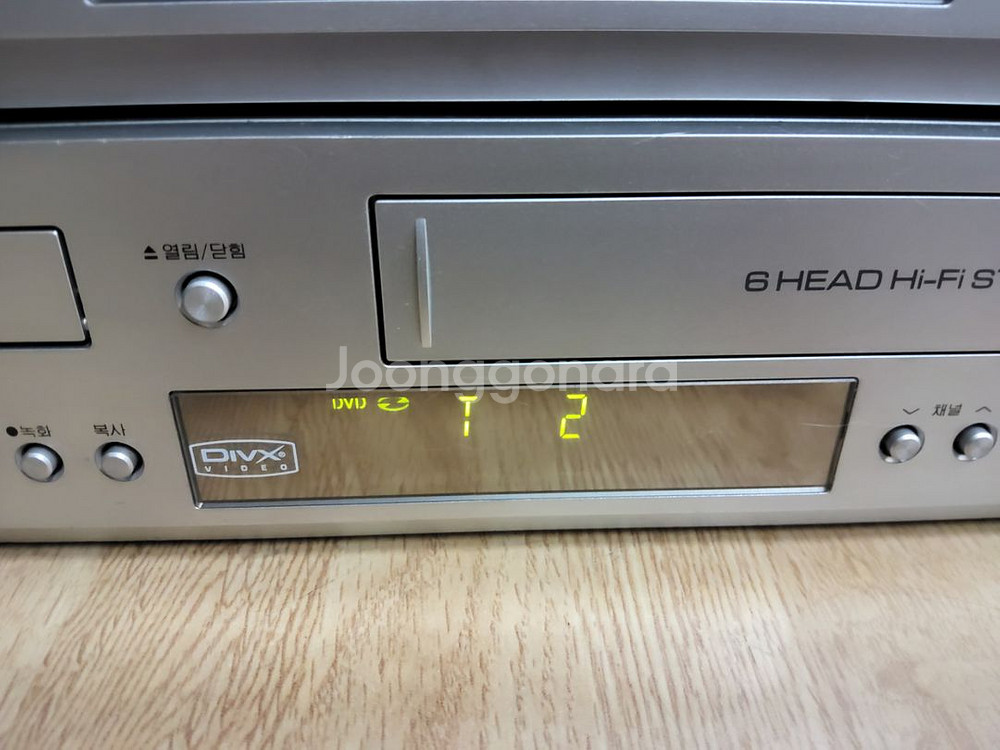 ⏏열림/닫힘
6 HEAD Hi-Fi
Joonggonara
DVD T 2
●녹화
복사
DIVX®
VIDEO
채널